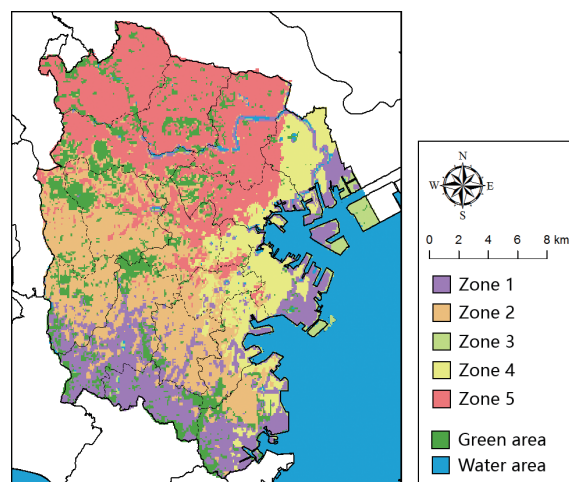 N
W E
S
0 2 4 6 8 km
Zone 1
Zone 2
Zone 3
Zone 4
Zone 5
Green area
Water area